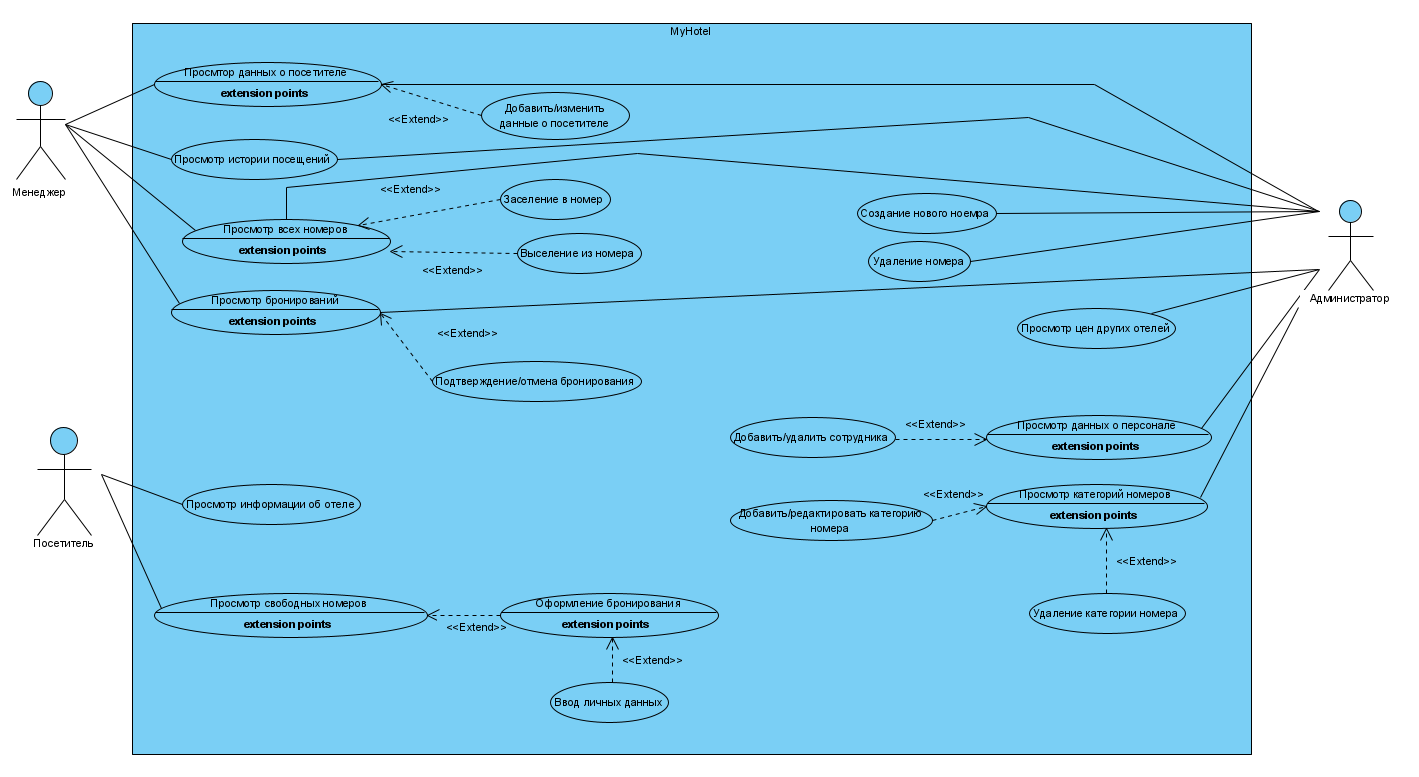 MyHotel
Просмтор данных о посетителе
extension points
Добавить/изменить
данные о посетителе
<<Extend>>
Менеджер
Просмотр истории посещений
<<Extend>>
Заселение в номер
Просмотр всех номеров
extension points
Выселение из номера
<<Extend>>
Создание нового ноемра
Удаление номера
Администратор
Просмотр бронирований
extension points
<<Extend>>
Просмотр цен других отелей
Подтверждение/отмена бронирования
Добавить/удалить сотрудника
<<Extend>>
Просмотр данных о персонале
extension points
Посетитель
Просмотр информации об отеле
<<Extend>>
Просмотр категорий номеров
extension points
Добавить/редактировать категорию
номера
<<Extend>>
Удаление категории номера
Просмотр свободных номеров
extension points
<<Extend>>
Оформление бронирования
extension points
<<Extend>>
Ввод личных данных